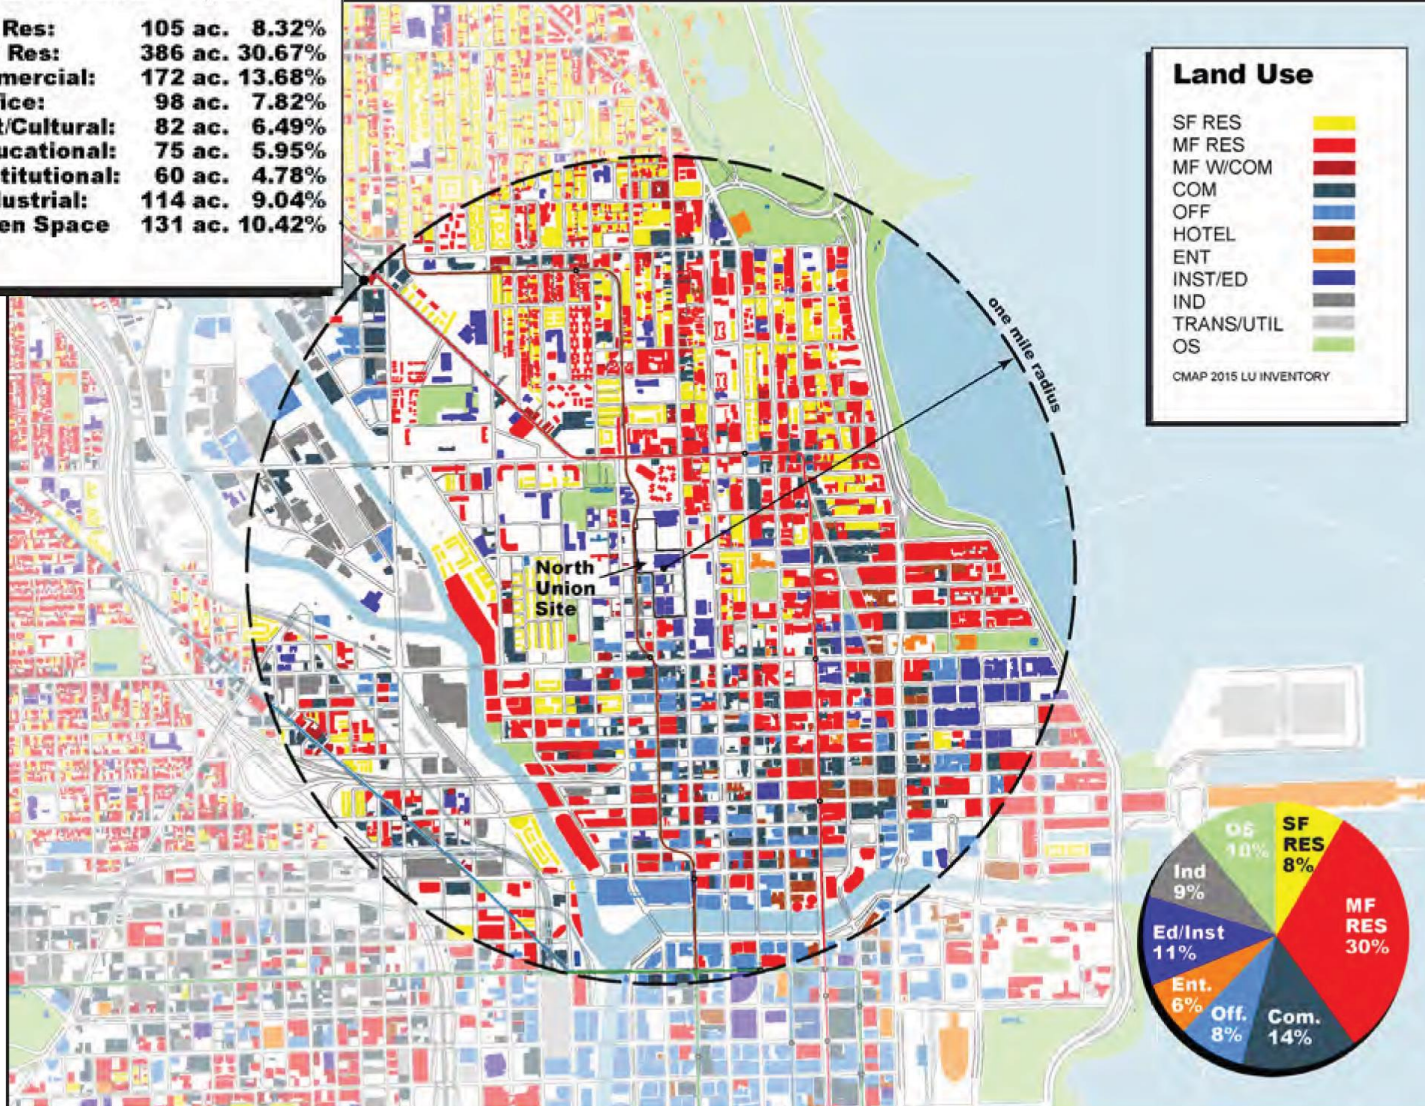 Res: 105 ac. 8.32%
Res: 386 ac. 30.67%
mercial: 172 ac. 13.68%
ice: 98 ac. 7.82%
t/Cultural: 82 ac. 6.49%
ucational: 75 ac. 5.95%
titutional: 60 ac. 4.78%
dustrial: 114 ac. 9.04%
en Space 131 ac. 10.42%
Land Use
SF RES
MF RES
MF W/COM
COM
OFF
HOTEL
ENT
INST/ED
IND
TRANS/UTIL
OS
CMAP 2015 LU INVENTORY
one mile radius
North
Union
Site
OS
10%
SF
RES
8%
MF
RES
30%
Ind
9%
Ed/Inst
11%
Ent.
6%
Off.
8%
Com.
14%